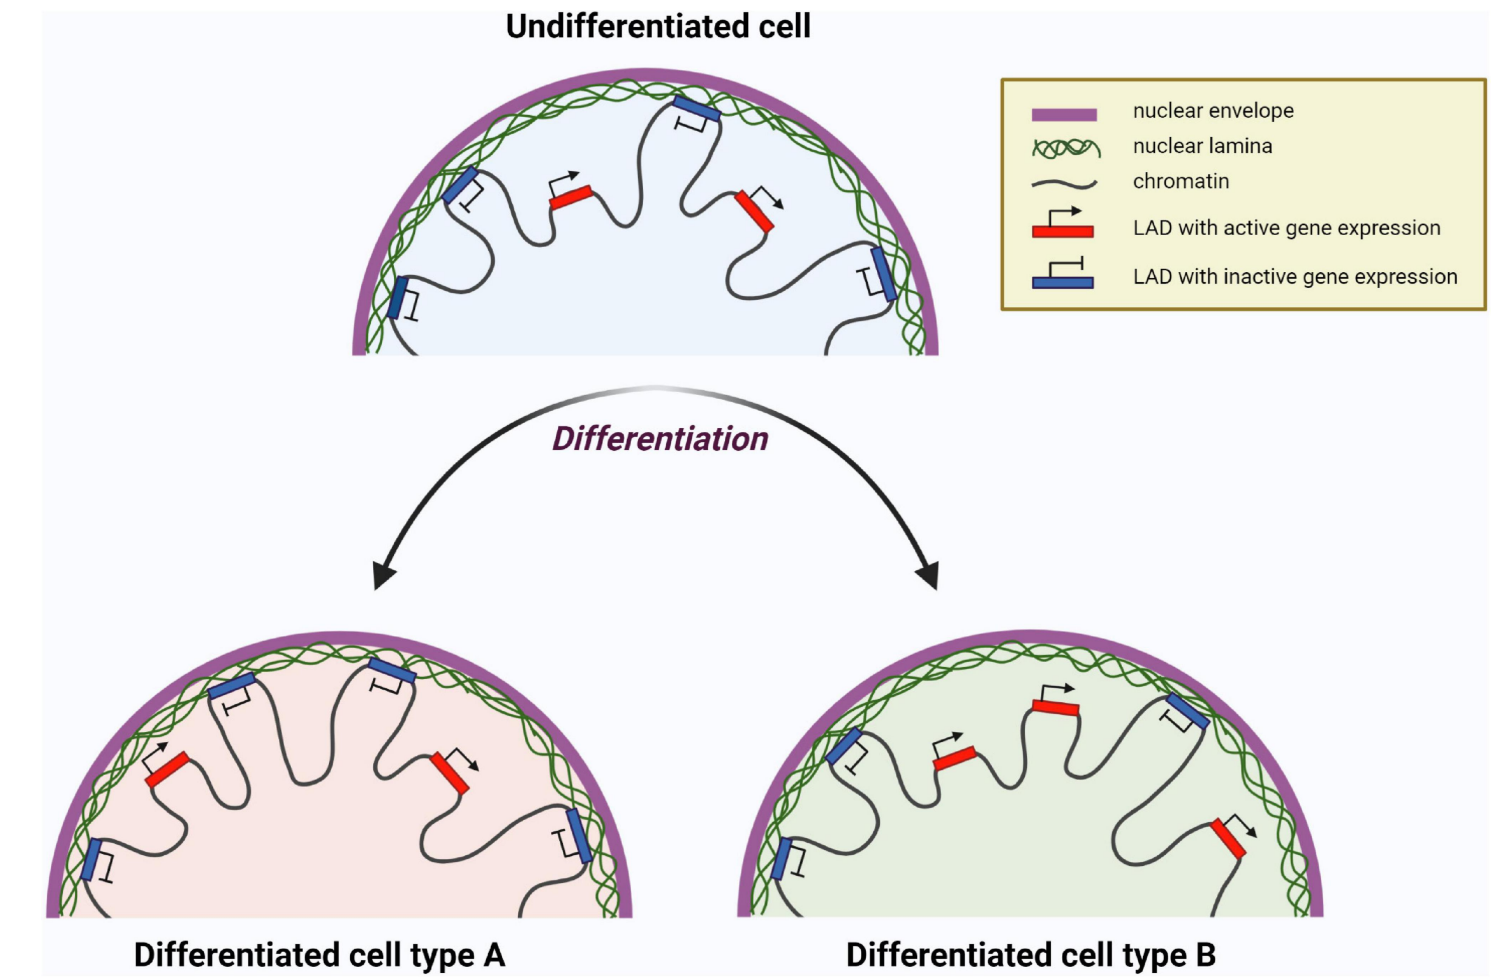 Undifferentiated cell
nuclear envelope
nuclear lamina
chromatin
LAD with active gene expression
LAD with inactive gene expression
Differentiation
Differentiated cell type A
Differentiated cell type B